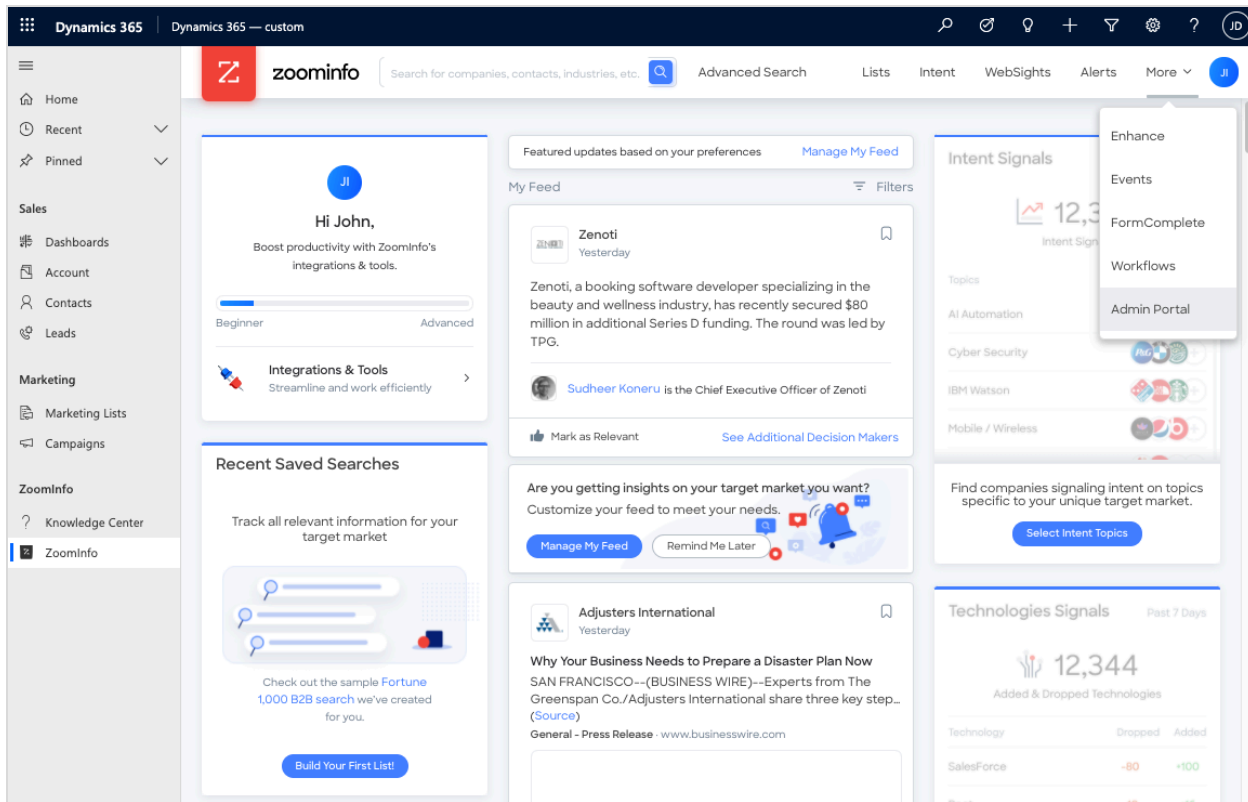 Dynamics 365
Dynamics 365 — custom
?
JD
Home
Recent
Pinned
Sales
Dashboards
Account
Contacts
Leads
Marketing
Marketing Lists
Campaigns
ZoomInfo
? Knowledge Center
Z ZoomInfo
Z zoominfo
Search for companies, contacts, industries, etc.
Advanced Search
Lists
Intent
WebSights
Alerts
More
JI
Enhance
Events
FormComplete
Workflows
Admin Portal
JI
Hi John,
Boost productivity with ZoomInfo's
integrations & tools.
Beginner
Advanced
Integrations & Tools
Streamline and work efficiently
Recent Saved Searches
Track all relevant information for your
target market
Check out the sample Fortune
1,000 B2B search we've created
for you.
Build Your First List!
Featured updates based on your preferences
Manage My Feed
My Feed
Filters
ZENOTI
Zenoti
Yesterday
Zenoti, a booking software developer specializing in the
beauty and wellness industry, has recently secured $80
million in additional Series D funding. The round was led by
TPG.
Sudheer Koneru is the Chief Executive Officer of Zenoti
Mark as Relevant
See Additional Decision Makers
Are you getting insights on your target market you want?
Customize your feed to meet your needs.
Manage My Feed
Remind Me Later
Adjusters International
Yesterday
Why Your Business Needs to Prepare a Disaster Plan Now
SAN FRANCISCO--(BUSINESS WIRE)--Experts from The
Greenspan Co./Adjusters International share three key step...
(Source)
General - Press Release · www.businesswire.com
Intent Signals
12,3
Intent Sign
Topics
AI Automation
Cyber Security
P&G
IBM Watson
Mobile / Wireless
Find companies signaling intent on topics
specific to your unique target market.
Select Intent Topics
Technologies Signals
Past 7 Days
12,344
Added & Dropped Technologies
Technology
Dropped
Added
SalesForce
-80
+100